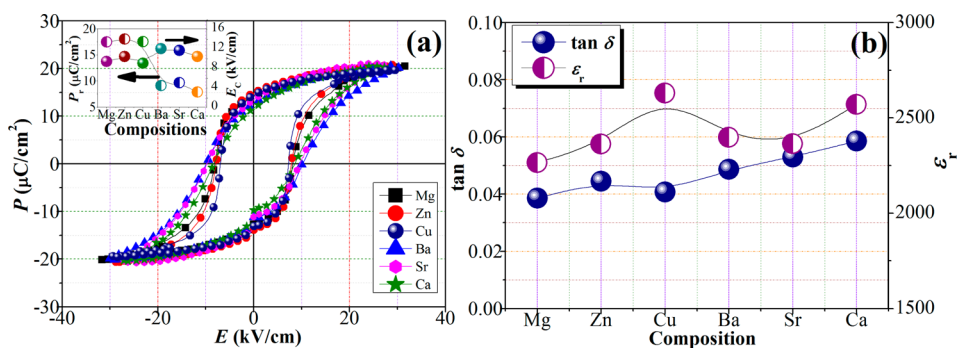 (a)
P (μC/cm²)
30
20
10
0
-10
-20
-30
-40
-20
0
20
40
E (kV/cm)
Mg
Zn
Cu
Ba
Sr
Ca
Pr(μC/cm²)
20
15
10
5
16
12
8
4
0
EC (kV/cm)
Mg Zn Cu Ba Sr Ca
Compositions
(b)
tan δ
εr
tan δ
0.10
0.08
0.06
0.04
0.02
0.00
Mg Zn Cu Ba Sr Ca
Composition
3000
2500
2000
1500
εr